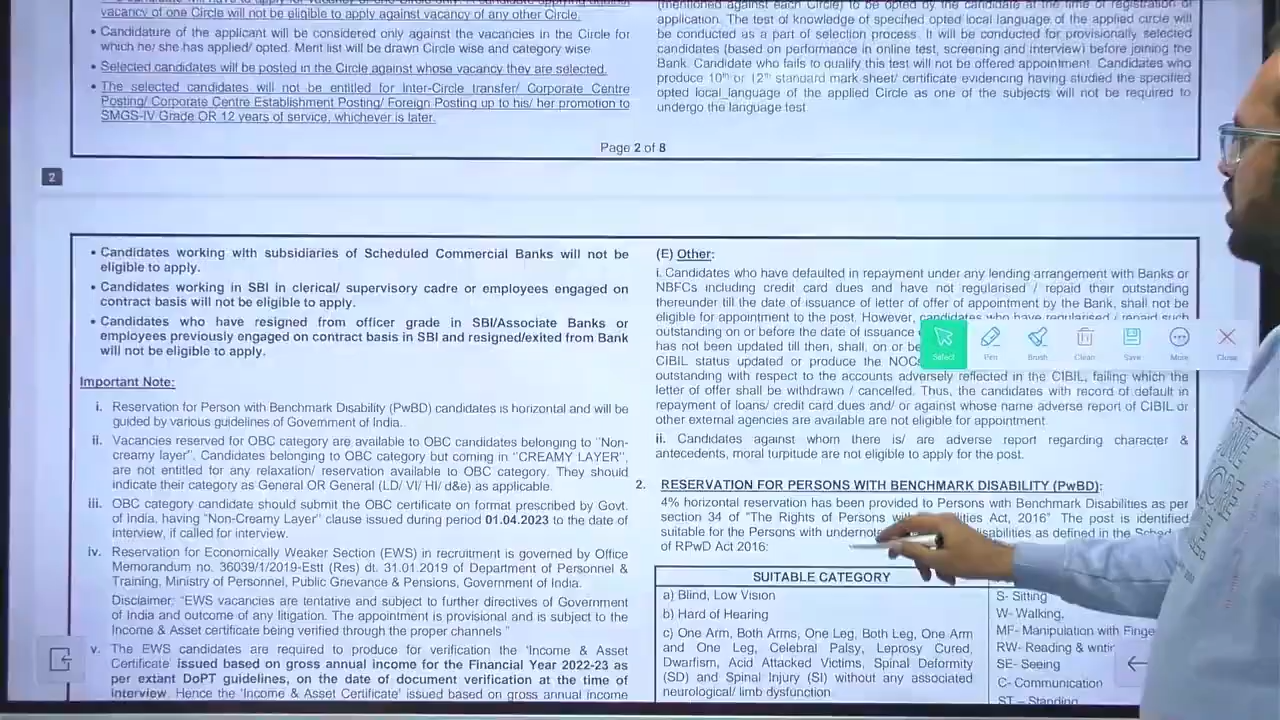 vacancy of one Circle will not be eligible to apply against vacancy of any other Circle.
• Candidature of the applicant will be considered only against the vacancies in the Circle for
which he/ she has applied/ opted. Merit list will be drawn Circle wise and category wise
• Selected candidates will be posted in the Circle against whose vacancy they are selected.
• The selected candidates will not be entitled for Inter-Circle transfer/ Corporate Centre
Posting/ Corporate Centre Establishment Posting/ Foreign Posting up to his/ her promotion to
SMGS-IV Grade OR 12 years of service, whichever is later.
(mentioned against each Circle) to be opted by the candidate at the time of registration of
application. The test of knowledge of specified opted local language of the applied circle will
be conducted as a part of selection process. It will be conducted for provisionally selected
candidates (based on performance in online test, screening and interview) before joining the
Bank. Candidate who fails to qualify this test will not be offered appointment. Candidates who
produce 10th or 12th standard mark sheet/ certificate evidencing having studied the specified
opted local language of the applied Circle as one of the subjects will not be required to
undergo the language test
Page 2 of 8
2
• Candidates working with subsidiaries of Scheduled Commercial Banks will not be
eligible to apply.
• Candidates working in SBI in clerical/ supervisory cadre or employees engaged on
contract basis will not be eligible to apply.
• Candidates who have resigned from officer grade in SBI/Associate Banks or
employees previously engaged on contract basis in SBI and resigned/exited from Bank
will not be eligible to apply.
Important Note:
i. Reservation for Person with Benchmark Disability (PwBD) candidates is horizontal and will be
guided by various guidelines of Government of India.
ii. Vacancies reserved for OBC category are available to OBC candidates belonging to "Non-
creamy layer". Candidates belonging to OBC category but coming in "CREAMY LAYER",
are not entitled for any relaxation/ reservation available to OBC category. They should
indicate their category as General OR General (LD/ VI/ HI/ d&e) as applicable.
iii. OBC category candidate should submit the OBC certificate on format prescribed by Govt.
of India, having "Non-Creamy Layer" clause issued during period 01.04.2023 to the date of
interview, if called for interview.
iv. Reservation for Economically Weaker Section (EWS) in recruitment is governed by Office
Memorandum no. 36039/1/2019-Estt (Res) dt. 31.01.2019 of Department of Personnel &
Training, Ministry of Personnel, Public Grievance & Pensions, Government of India.
Disclaimer: "EWS vacancies are tentative and subject to further directives of Government
of India and outcome of any litigation. The appointment is provisional and is subject to the
Income & Asset certificate being verified through the proper channels"
v. The EWS candidates are required to produce for verification the 'Income & Asset
Certificate' issued based on gross annual income for the Financial Year 2022-23 as
per extant DoPT guidelines, on the date of document verification at the time of
interview. Hence the 'Income & Asset Certificate' issued based on gross annual income
(E) Other:
i. Candidates who have defaulted in repayment under any lending arrangement with Banks or
NBFCs including credit card dues and have not regularised / repaid their outstanding
thereunder till the date of issuance of letter of offer of appointment by the Bank, shall not be
eligible for appointment to the post. However, candidates who have regularised / repaid such
outstanding on or before the date of issuance
has not been updated till then, shall, on or be
CIBIL status updated or produce the NOCs
outstanding with respect to the accounts adversely reflected in the CIBIL, failing which the
letter of offer shall be withdrawn / cancelled. Thus, the candidates with record of default in
repayment of loans/ credit card dues and/ or against whose name adverse report of CIBIL or
other external agencies are available are not eligible for appointment.
ii. Candidates against whom there is/ are adverse report regarding character &
antecedents, moral turpitude are not eligible to apply for the post.
Select Pen Brush Clean Save More Close
2. RESERVATION FOR PERSONS WITH BENCHMARK DISABILITY (PwBD):
4% horizontal reservation has been provided to Persons with Benchmark Disabilities as per
section 34 of "The Rights of Persons with ities Act, 2016" The post is identified
suitable for the Persons with undernote isabilities as defined in the Sched
of RPwD Act 2016:
SUITABLE CATEGORY
a) Blind, Low Vision
b) Hard of Hearing
c) One Arm, Both Arms, One Leg, Both Leg, One Arm
and One Leg, Celebral Palsy, Leprosy Cured,
Dwarfism, Acid Attacked Victims, Spinal Deformity
(SD) and Spinal Injury (SI) without any associated
neurological/ limb dysfunction
S- Sitting
W- Walking,
MF- Manipulation with Finge
RW- Reading & writin
SE- Seeing
C- Communication
ST – Standing